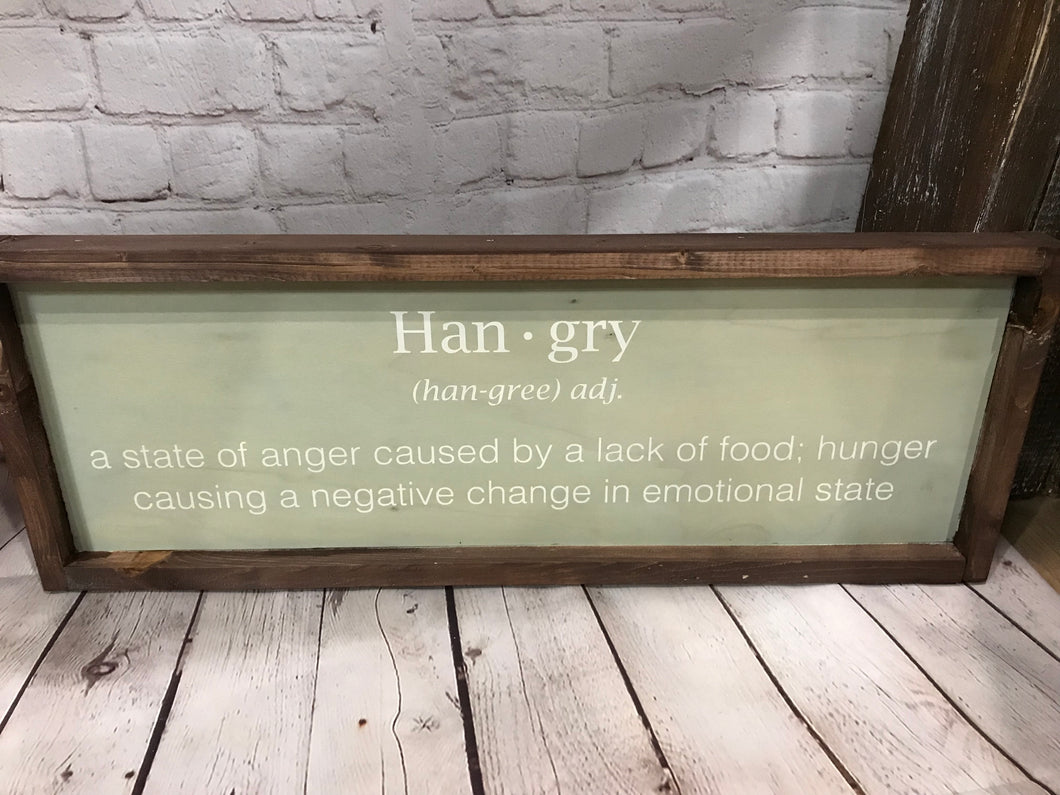 Han · gry
(han-gree) adj.
a state of anger caused by a lack of food; hunger
causing a negative change in emotional state